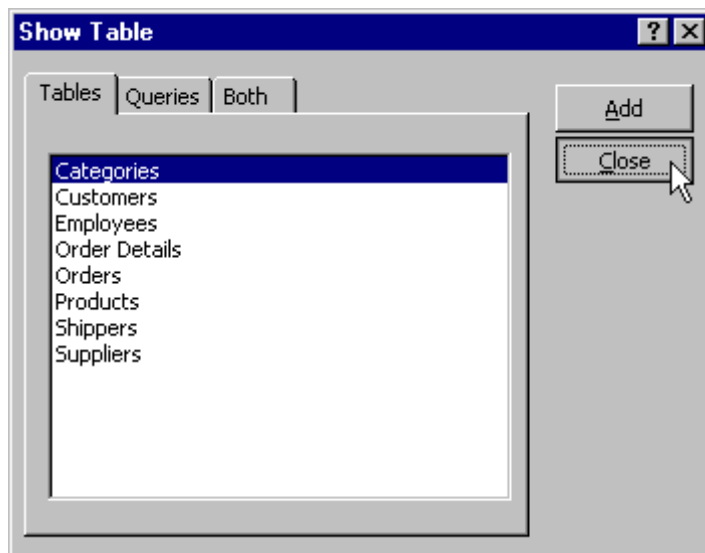 Show Table
Tables Queries Both
Add
Close
Categories
Customers
Employees
Order Details
Orders
Products
Shippers
Suppliers